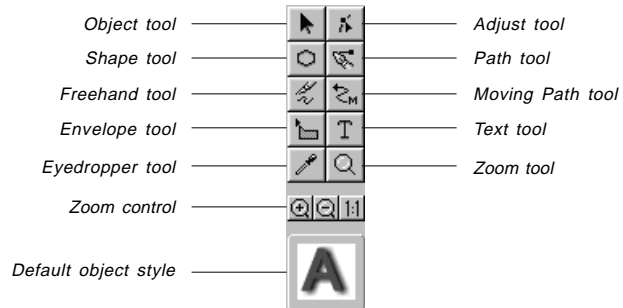 Object tool
Adjust tool
Shape tool
Path tool
Freehand tool
M
Moving Path tool
Envelope tool
T
Text tool
Eyedropper tool
Zoom tool
Zoom control
1:1
Default object style
A